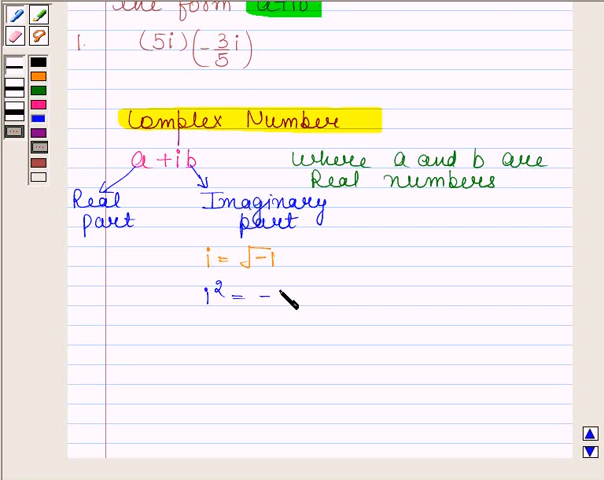 the form a+ib
1. (5i)(-3/5 i)
Complex Number
a + ib where a and b are
Real numbers
Real Imaginary
part part
i = √-1
i² = -